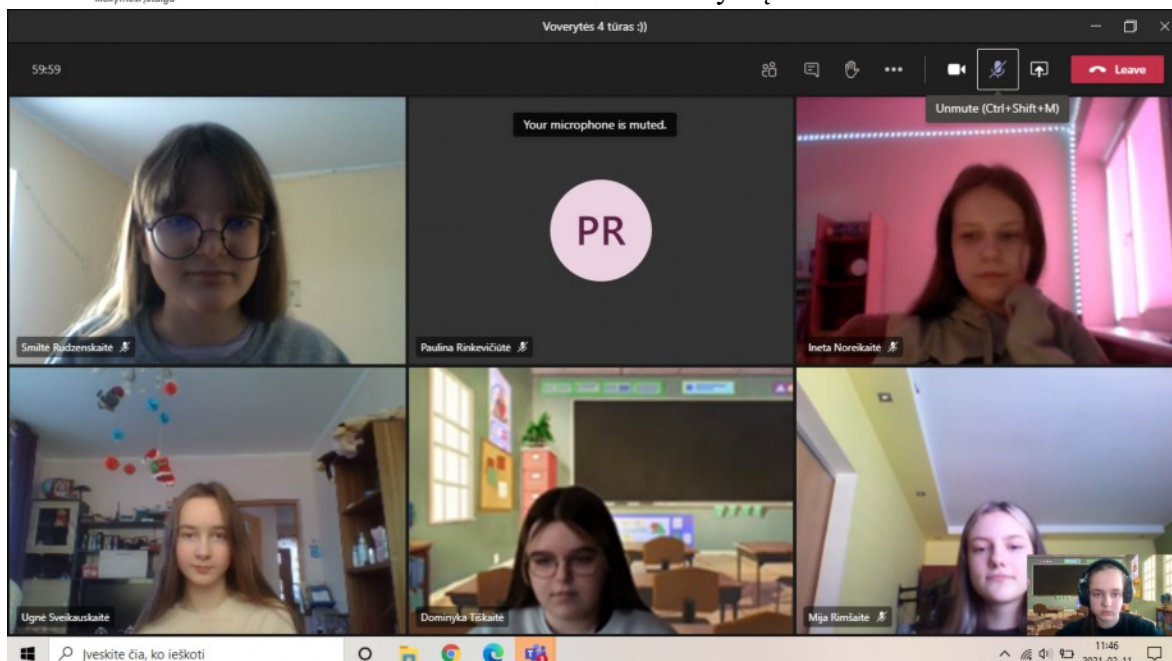 Voverytės 4 tūras :))
59:59
Leave
Unmute (Ctrl+Shift+M)
Your microphone is muted.
PR
Smiltė Rudzenskaitė
Paulina Rinkevičiūtė
Ineta Noreikaitė
Ugnė Sveikauskaitė
Dominyka Tiškaitė
Mija Rimšaitė
Įveskite čia, ko ieškoti
11:46